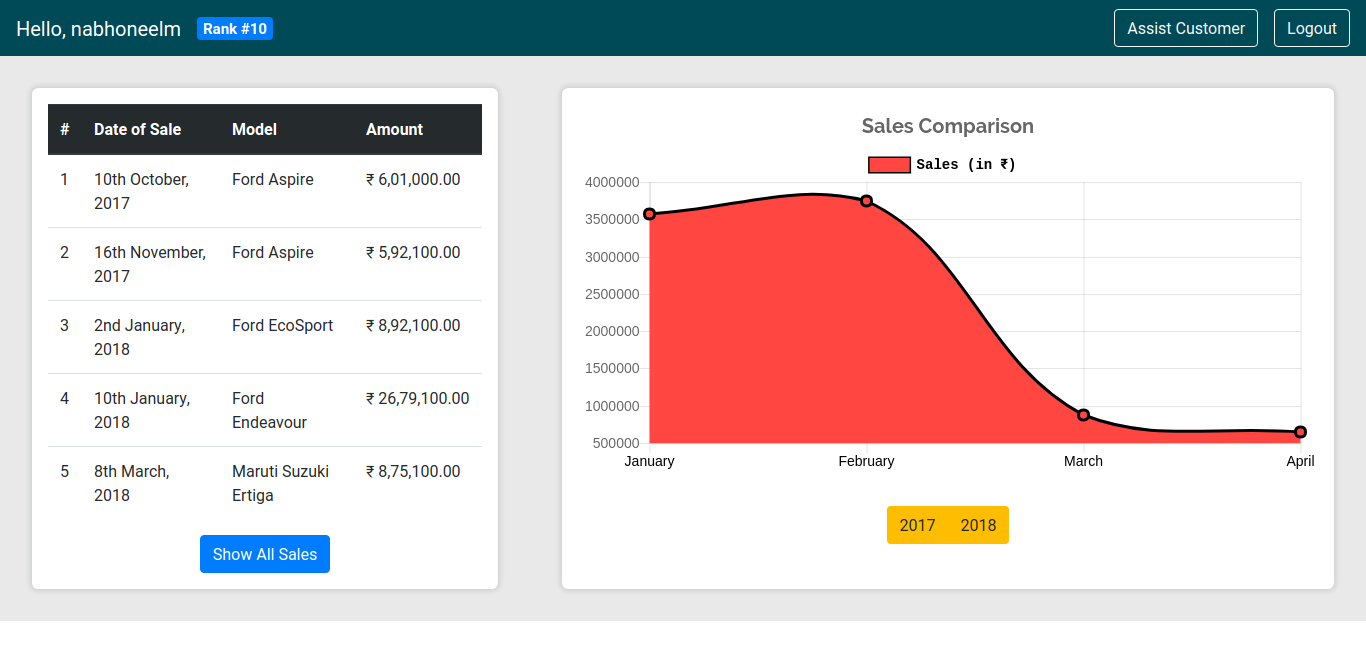 Hello, nabhoneelm Rank #10 Assist Customer Logout
# Date of Sale Model Amount
1 10th October, Ford Aspire ₹ 6,01,000.00
2017
2 16th November, Ford Aspire ₹ 5,92,100.00
2017
3 2nd January, Ford EcoSport ₹ 8,92,100.00
2018
4 10th January, Ford ₹ 26,79,100.00
2018 Endeavour
5 8th March, Maruti Suzuki ₹ 8,75,100.00
2018 Ertiga
Show All Sales
Sales Comparison
Sales (in ₹)
4000000
3500000
3000000
2500000
2000000
1500000
1000000
500000
January February March April
2017 2018